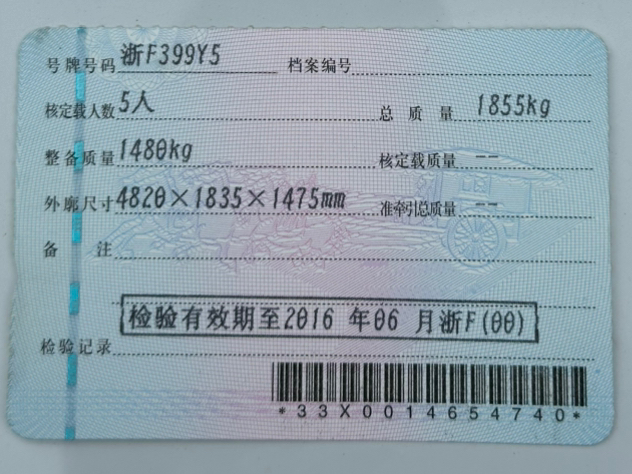 号牌号码 浙F399Y5 档案编号
核定载人数 5人 总质量 1855kg
整备质量 1480kg 核定载质量 --
外廓尺寸 4820×1835×1475mm 准牵引总质量 --
备注
检验有效期至2016 年06 月浙F(00)
检验记录
*33X0014654740*